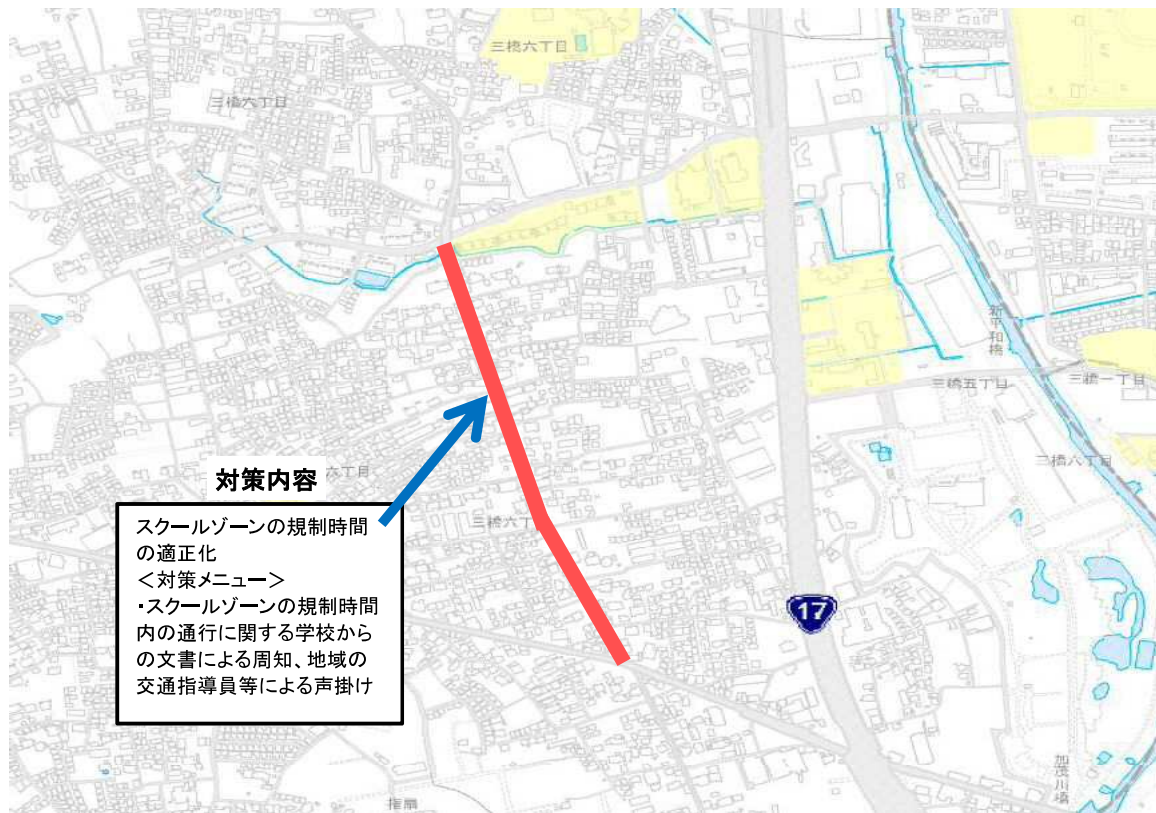 三橋六丁目
三橋六丁目
新平和橋
三橋五丁目
三橋一丁目
三橋六丁目
六丁目
対策内容
スクールゾーンの規制時間
の適正化
<対策メニュー>
・スクールゾーンの規制時間
内の通行に関する学校から
の文書による周知、地域の
交通指導員等による声掛け
三橋六丁
17
加茂川橋
指扇